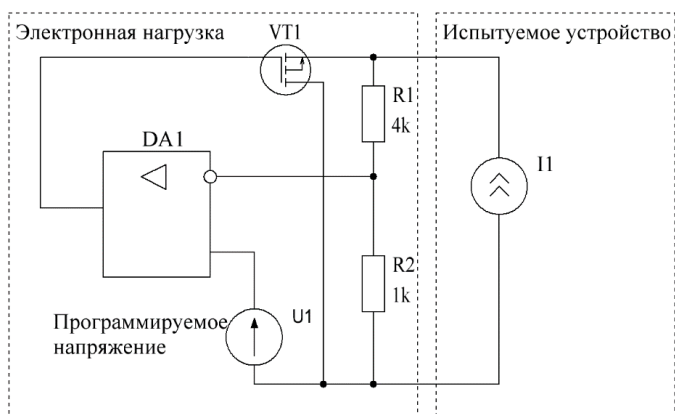 Электронная нагрузка
VT1
Испытуемое устройство
R1
4k
DA1
I1
R2
1k
U1
Программируемое
напряжение